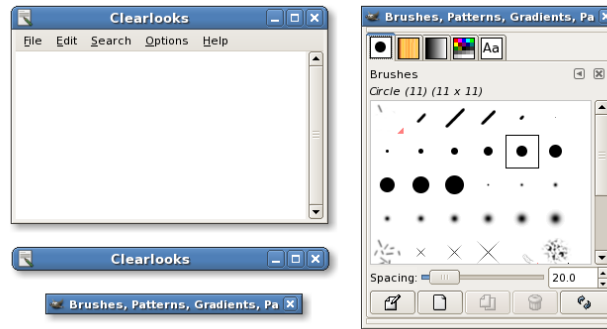 Clearlooks
File Edit Search Options Help
Clearlooks
Brushes, Patterns, Gradients, Pa
Brushes, Patterns, Gradients, Pa
Aa
Brushes
Circle (11) (11 x 11)
Spacing: 20.0